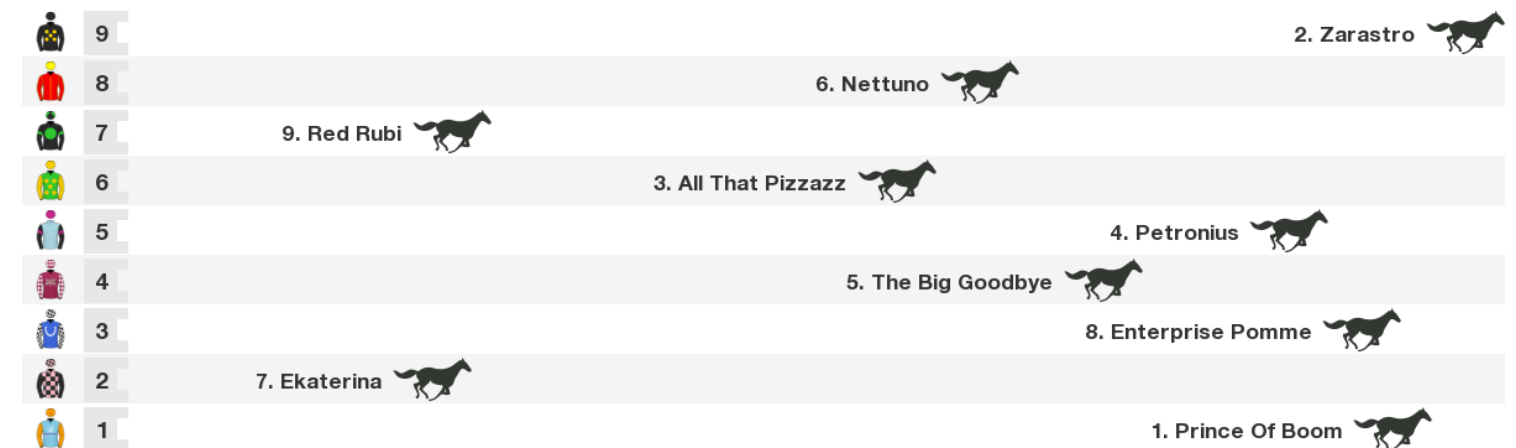 9 2. Zarastro
8 6. Nettuno
7 9. Red Rubi
6 3. All That Pizzazz
5 4. Petronius
4 5. The Big Goodbye
3 8. Enterprise Pomme
2 7. Ekaterina
1 1. Prince Of Boom